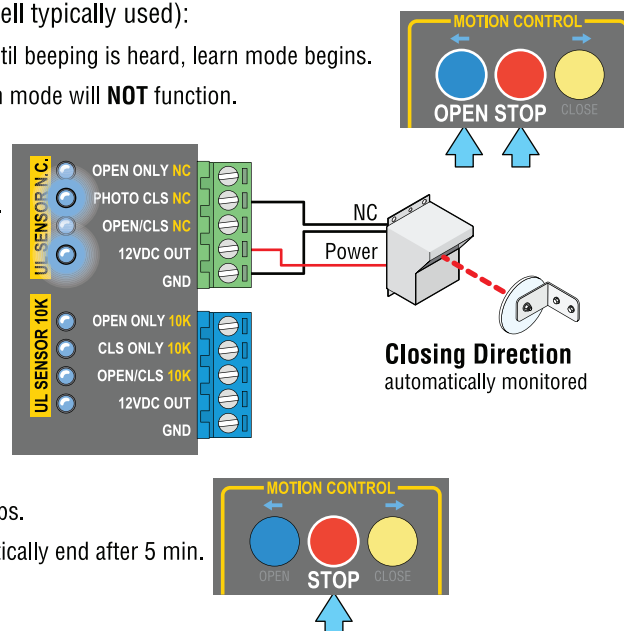 ell typically used):
til beeping is heard, learn mode begins.
n mode will NOT function.
MOTION CONTROL
OPEN STOP CLOSE
UL SENSOR N.C.
OPEN ONLY NC
PHOTO CLS NC
OPEN/CLS NC
12VDC OUT
GND
NC
Power
UL SENSOR 10K
OPEN ONLY 10K
CLS ONLY 10K
OPEN/CLS 10K
12VDC OUT
GND
Closing Direction
automatically monitored
ps.
tically end after 5 min.
MOTION CONTROL
OPEN STOP CLOSE